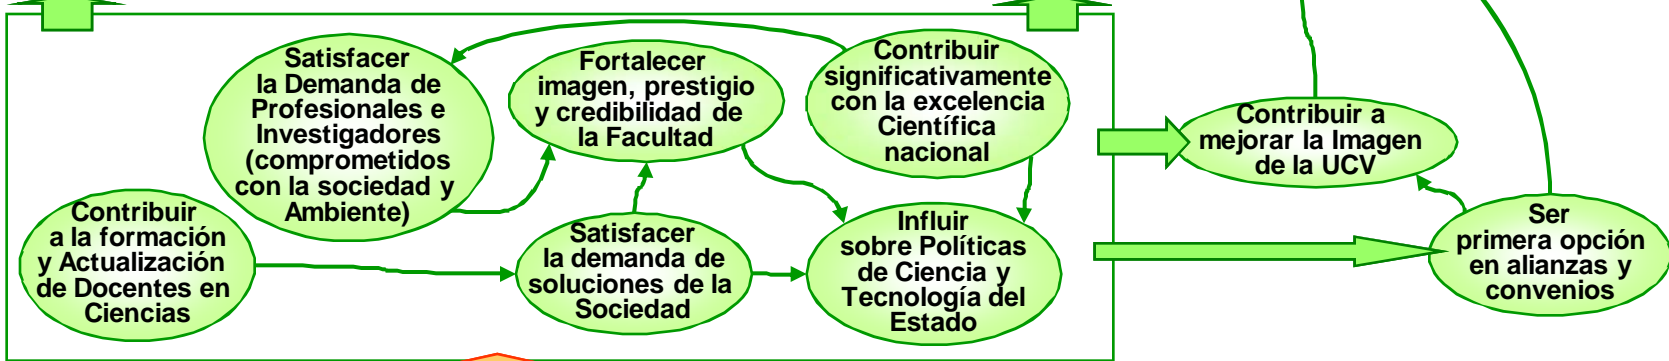 Satisfacer
la Demanda de
Profesionales e
Investigadores
(comprometidos
con la sociedad y
Ambiente)
Fortalecer
imagen, prestigio
y credibilidad de
la Facultad
Contribuir
significativamente
con la excelencia
Científica
nacional
Contribuir a
mejorar la Imagen
de la UCV
Contribuir
a la formación
y Actualización
de Docentes en
Ciencias
Satisfacer
la demanda de
soluciones de la
Sociedad
Influir
sobre Políticas
de Ciencia y
Tecnología del
Estado
Ser
primera opción
en alianzas y
convenios